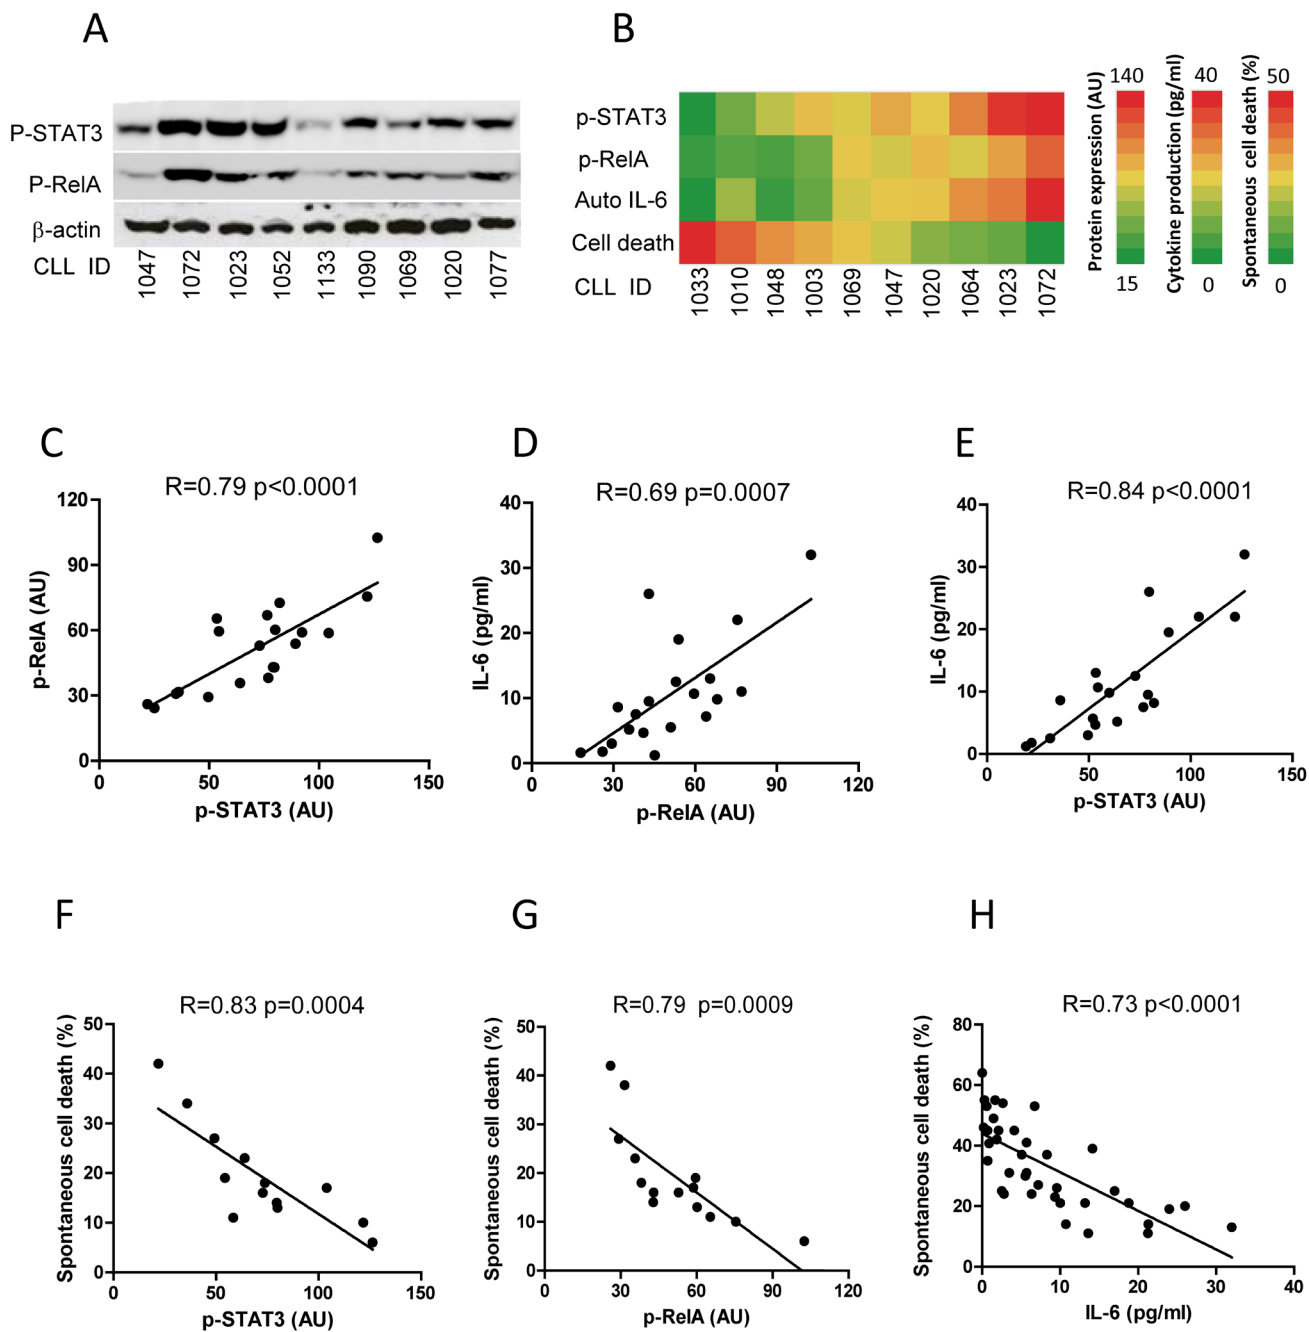 A
P-STAT3
P-RelA
β-actin
CLL ID
1047
1072
1023
1052
1133
1090
1069
1020
1077
B
p-STAT3
p-RelA
Auto IL-6
Cell death
CLL ID
1033
1010
1048
1003
1069
1047
1020
1064
1023
1072
Protein expression (AU)
140
15
Cytokine production (pg/ml)
40
0
Spontaneous cell death (%)
50
0
C
R=0.79 p<0.0001
p-RelA (AU)
120
90
60
30
0
0 50 100 150
p-STAT3 (AU)
D
R=0.69 p=0.0007
IL-6 (pg/ml)
40
30
20
10
0
0 30 60 90 120
p-RelA (AU)
E
R=0.84 p<0.0001
IL-6 (pg/ml)
40
30
20
10
0
0 50 100 150
p-STAT3 (AU)
F
R=0.83 p=0.0004
Spontaneous cell death (%)
50
40
30
20
10
0
0 50 100 150
p-STAT3 (AU)
G
R=0.79 p=0.0009
Spontaneous cell death (%)
50
40
30
20
10
0
0 30 60 90 120
p-RelA (AU)
H
R=0.73 p<0.0001
Spontaneous cell death (%)
80
60
40
20
0
0 10 20 30 40
IL-6 (pg/ml)